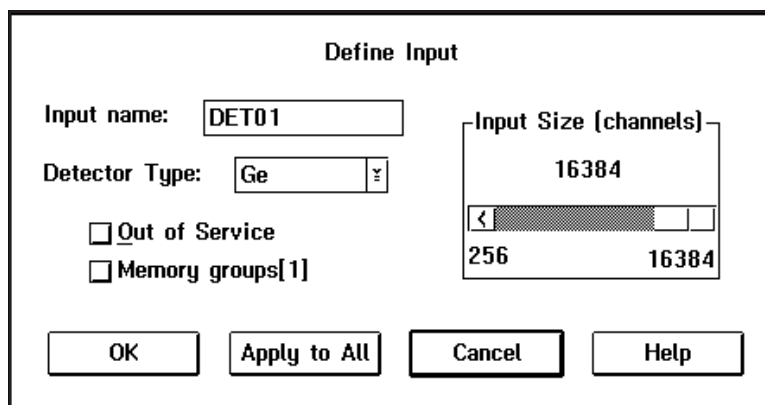 Define Input
Input name: DET01
Detector Type: Ge
Out of Service
Memory groups[1]
Input Size (channels)
16384
256 16384
OK Apply to All Cancel Help